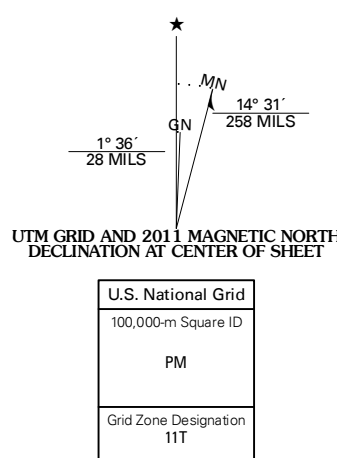 ★
MN
GN
14° 31´
258 MILS
1° 36´
28 MILS
UTM GRID AND 2011 MAGNETIC NORTH
DECLINATION AT CENTER OF SHEET
U.S. National Grid
100,000-m Square ID
PM
Grid Zone Designation
11T